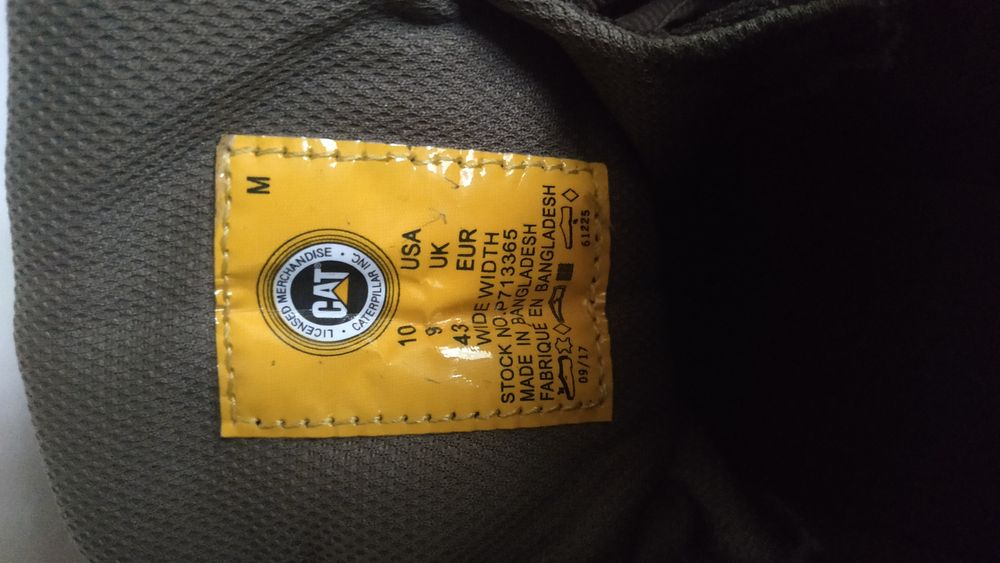 M
LICENSED MERCHANDISE • CATERPILLAR INC. •
CAT®
10 USA
9 UK
43 EUR
WIDE WIDTH
STOCK NO.P713365
MADE IN BANGLADESH
FABRIQUE EN BANGLADESH
09/17 61225